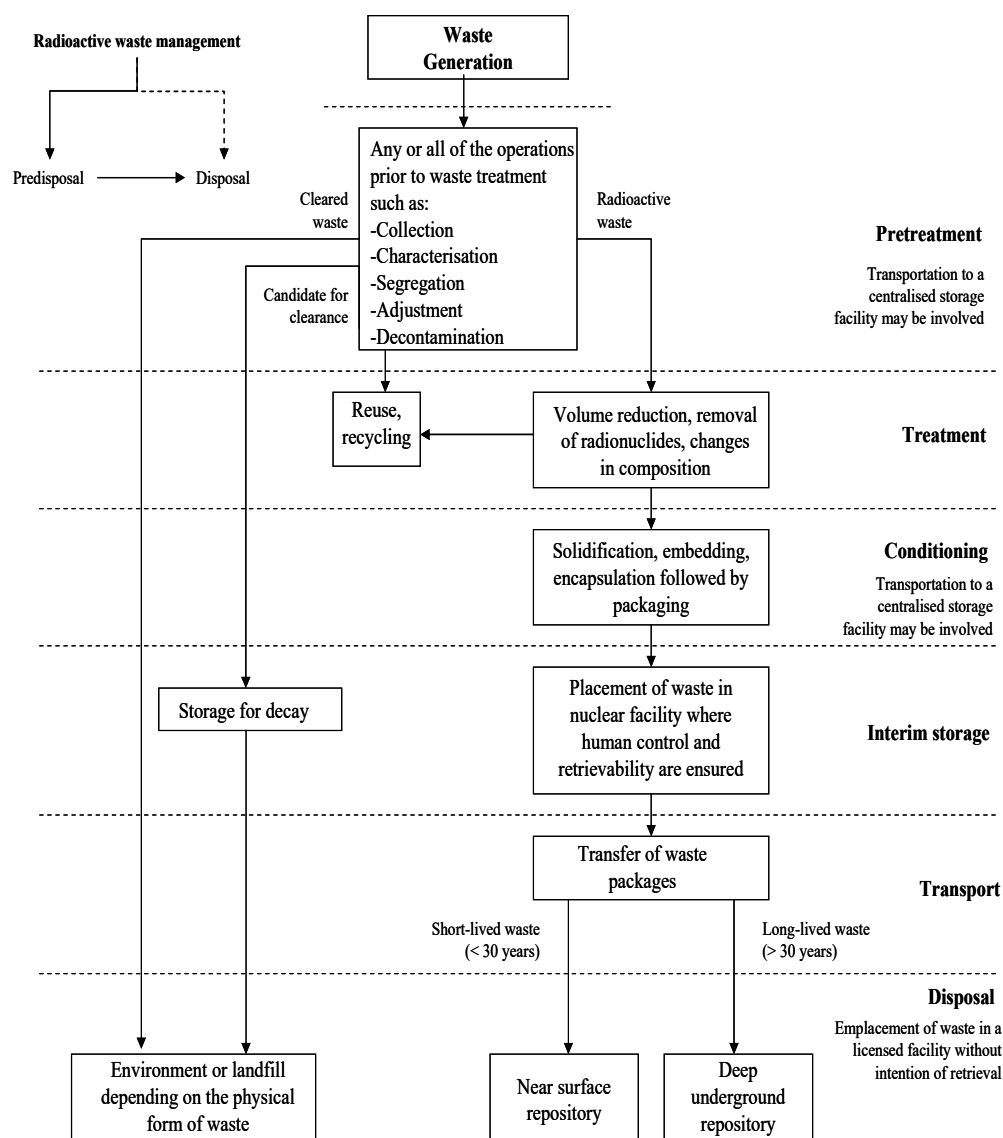 Radioactive waste management
Predisposal
Disposal
Waste
Generation
Any or all of the operations
prior to waste treatment
such as:
-Collection
-Characterisation
-Segregation
-Adjustment
-Decontamination
Cleared
waste
Radioactive
waste
Candidate for
clearance
Pretreatment
Transportation to a
centralised storage
facility may be involved
Reuse,
recycling
Volume reduction, removal
of radionuclides, changes
in composition
Treatment
Solidification, embedding,
encapsulation followed by
packaging
Conditioning
Transportation to a
centralised storage
facility may be involved
Storage for decay
Placement of waste in
nuclear facility where
human control and
retrievability are ensured
Interim storage
Transfer of waste
packages
Transport
Short-lived waste
(< 30 years)
Long-lived waste
(> 30 years)
Disposal
Emplacement of waste in a
licensed facility without
intention of retrieval
Environment or landfill
depending on the physical
form of waste
Near surface
repository
Deep
underground
repository